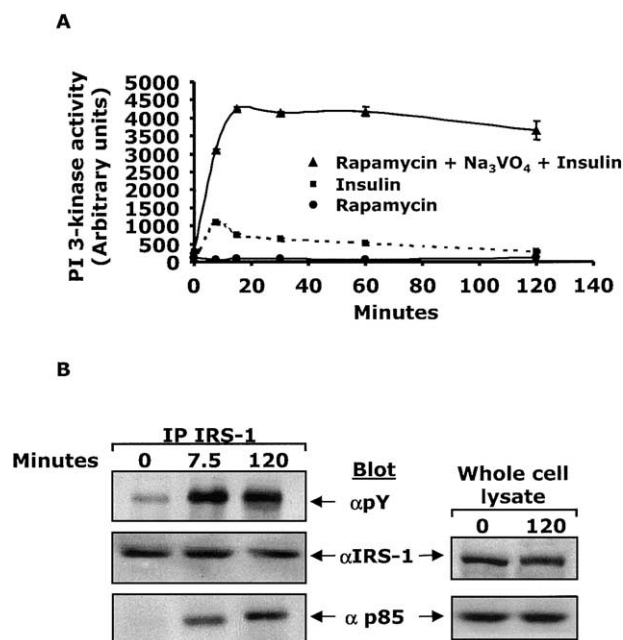 A
PI 3-kinase activity
(Arbitrary units)
5000
4500
4000
3500
3000
2500
2000
1500
1000
500
0
▲ Rapamycin + Na₃VO₄ + Insulin
■ Insulin
● Rapamycin
0 20 40 60 80 100 120 140
Minutes
B
IP IRS-1
Minutes 0 7.5 120
Blot
αpY
αIRS-1
α p85
Whole cell
lysate
0 120